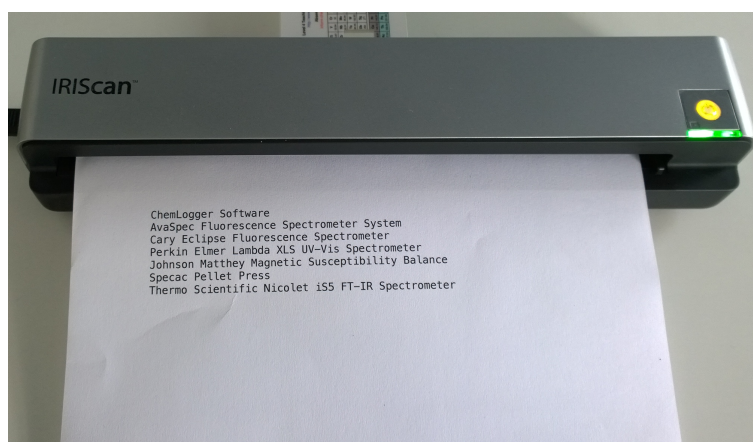 IRIScan™
ChemLogger Software
AvaSpec Fluorescence Spectrometer System
Cary Eclipse Fluorescence Spectrometer
Perkin Elmer Lambda XLS UV-Vis Spectrometer
Johnson Matthey Magnetic Susceptibility Balance
Specac Pellet Press
Thermo Scientific Nicolet iS5 FT-IR Spectrometer